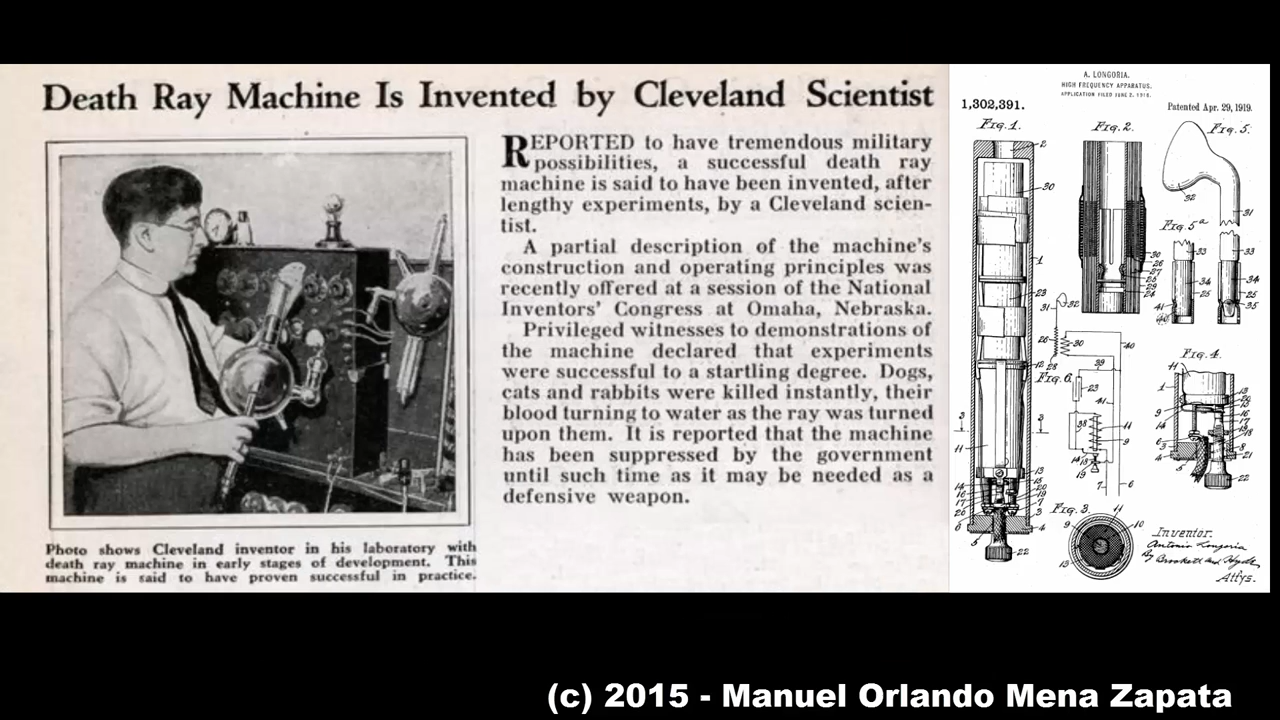 Death Ray Machine Is Invented by Cleveland Scientist
REPORTED to have tremendous military
possibilities, a successful death ray
machine is said to have been invented, after
lengthy experiments, by a Cleveland scien-
tist.
A partial description of the machine's
construction and operating principles was
recently offered at a session of the National
Inventors' Congress at Omaha, Nebraska.
Privileged witnesses to demonstrations of
the machine declared that experiments
were successful to a startling degree. Dogs,
cats and rabbits were killed instantly, their
blood turning to water as the ray was turned
upon them. It is reported that the machine
has been suppressed by the government
until such time as it may be needed as a
defensive weapon.
Photo shows Cleveland inventor in his laboratory with
death ray machine in early stages of development. This
machine is said to have proven successful in practice.
A. LONGORIA.
HIGH FREQUENCY APPARATUS.
APPLICATION FILED JUNE
1,302,391.
Patented Apr. 29, 1919.
Fig. 1.
Fig. 2.
Fig. 5.
Fig. 5a
Fig. 6.
Fig. 4.
Fig. 3.
Inventor.
Antonio Longoria
By Brockett and Hyde
Attys.
(c) 2015 - Manuel Orlando Mena Zapata